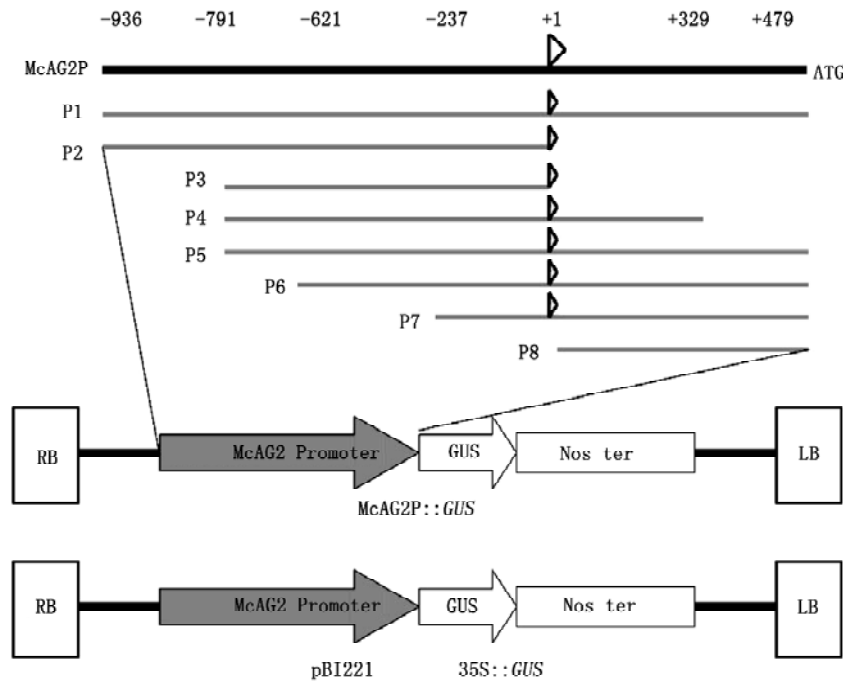 -936 -791 -621 -237 +1 +329 +479
McAG2P ATG
P1
P2
P3
P4
P5
P6
P7
P8
RB McAG2 Promoter GUS Nos ter LB
McAG2P::GUS
RB McAG2 Promoter GUS Nos ter LB
pBI221 35S::GUS